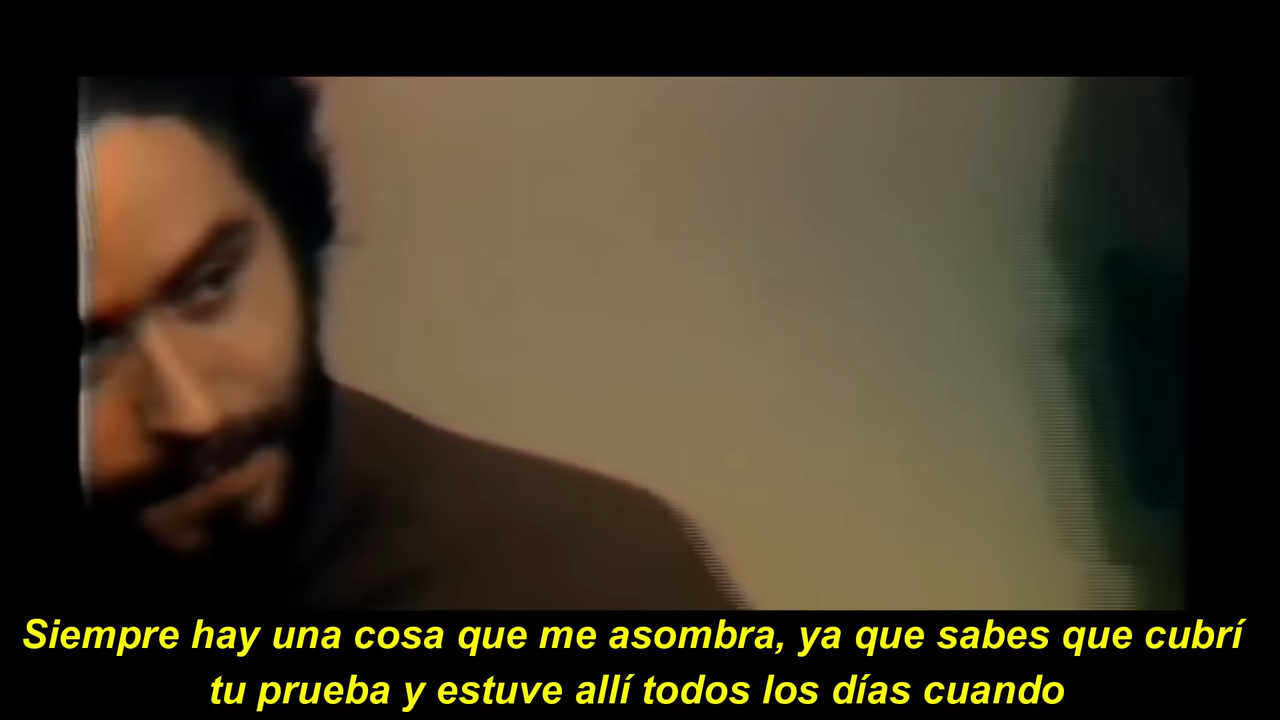 Siempre hay una cosa que me asombra, ya que sabes que cubrí
tu prueba y estuve allí todos los días cuando